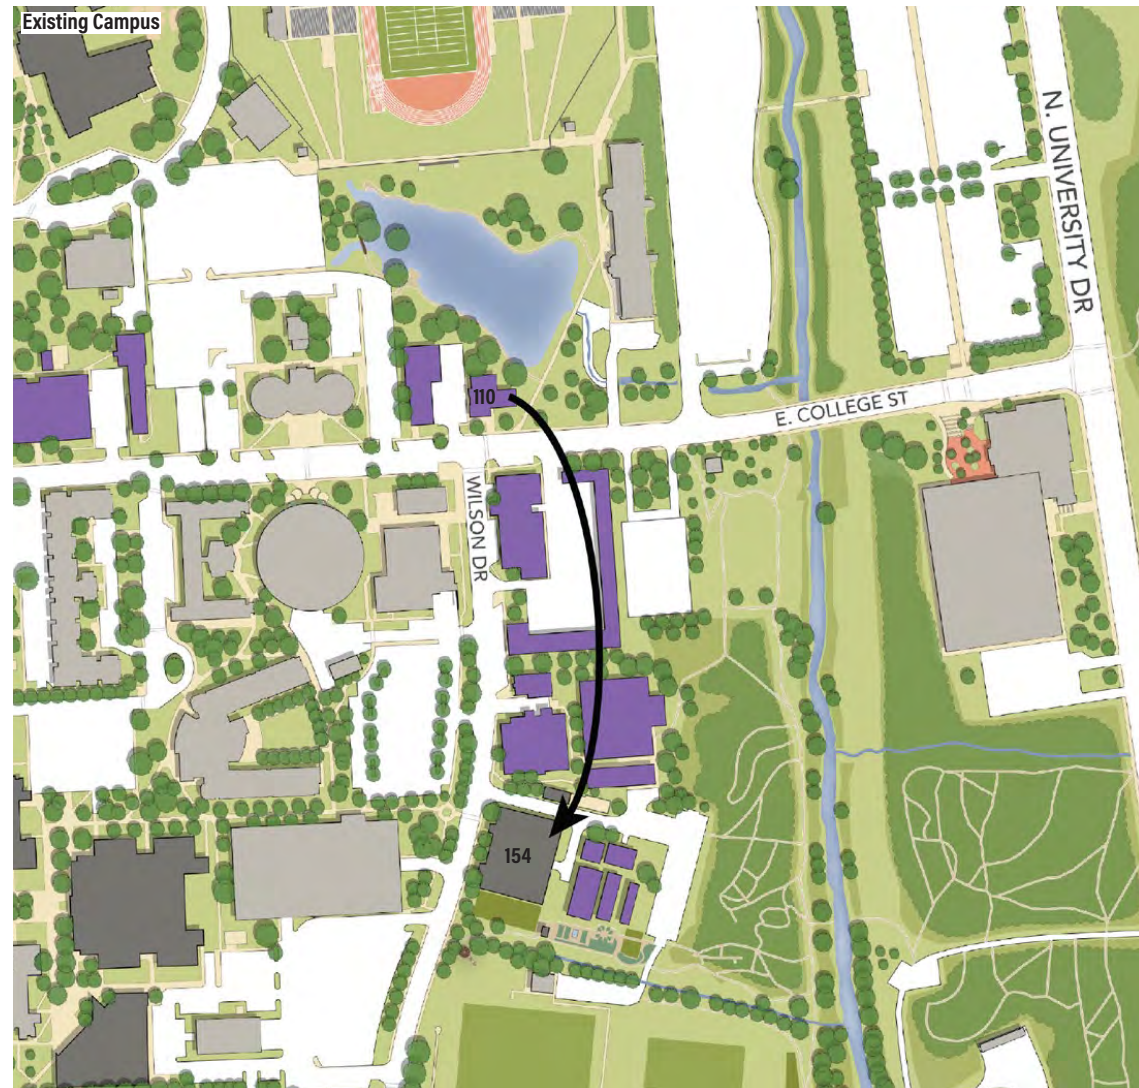 Existing Campus
N. UNIVERSITY DR
110
E. COLLEGE ST
WILSON DR
154